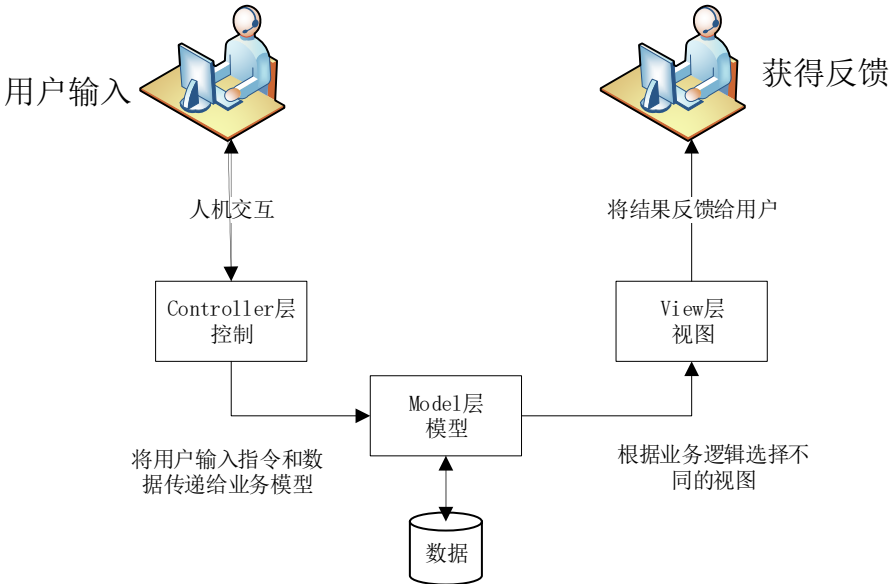 用户输入
获得反馈
人机交互
将结果反馈给用户
Controller层
控制
View层
视图
Model层
模型
将用户输入指令和数
据传递给业务模型
根据业务逻辑选择不
同的视图
数据